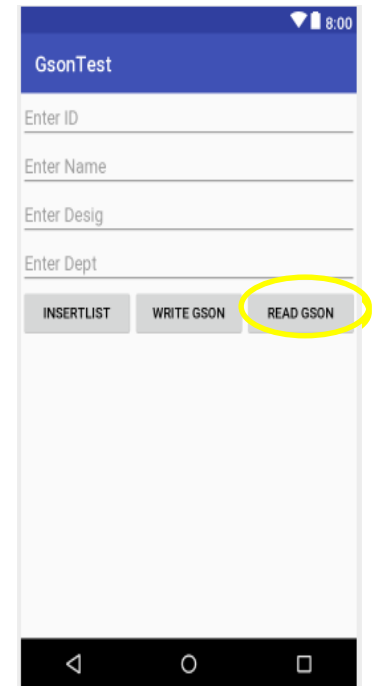 8:00
GsonTest
Enter ID
Enter Name
Enter Desig
Enter Dept
INSERTLIST WRITE GSON READ GSON